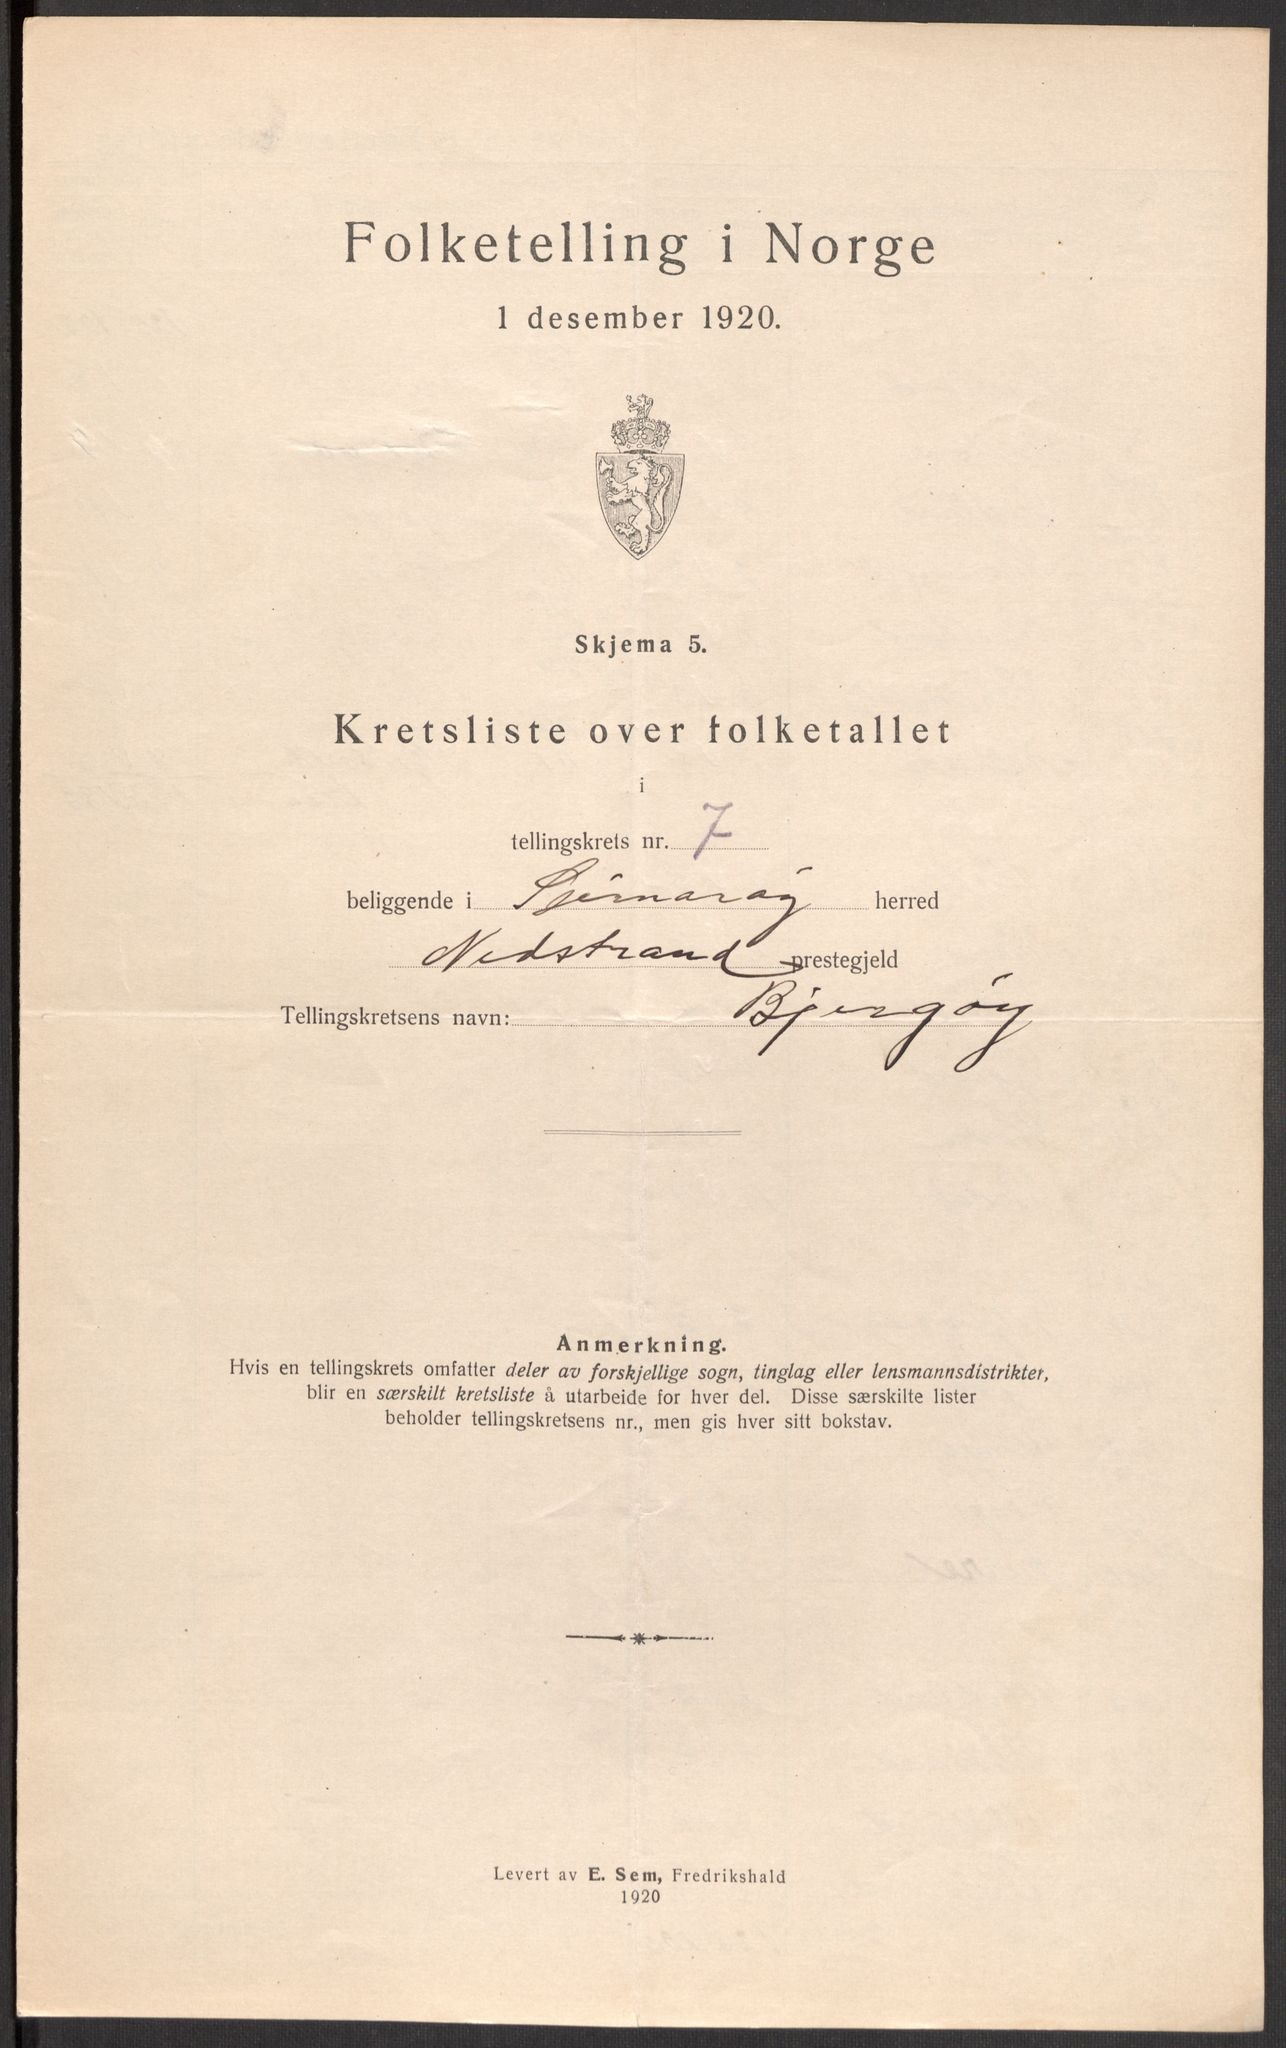 Folketelling i Norge
1 desember 1920.
Skjema 5.
Kretsliste over folketallet
i
tellingskrets nr. 7
beliggende i Sjernarøy herred
Nedstrand prestegjeld
Tellingskretsens navn: Bjergøy
Anmerkning.
Hvis en tellingskrets omfatter deler av forskjellige sogn, tinglag eller lensmannsdistrikter,
blir en særskilt kretsliste å utarbeide for hver del. Disse særskilte lister
beholder tellingskretsens nr., men gis hver sitt bokstav.
Levert av E. Sem, Fredrikshald
1920